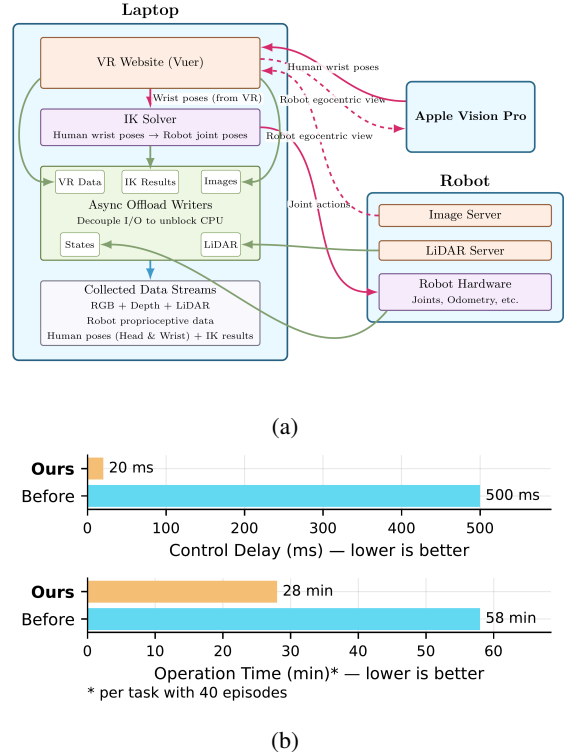 Laptop
VR Website (Vuer)
Human wrist poses
Robot egocentric view
Wrist poses (from VR)
Apple Vision Pro
IK Solver
Human wrist poses → Robot joint poses
Robot egocentric view
VR Data
IK Results
Images
Async Offload Writers
Decouple I/O to unblock CPU
States
LiDAR
Joint actions
Robot
Image Server
LiDAR Server
Robot Hardware
Joints, Odometry, etc.
Collected Data Streams
RGB + Depth + LiDAR
Robot proprioceptive data
Human poses (Head & Wrist) + IK results
(a)
Ours 20 ms
Before 500 ms
0 100 200 300 400 500
Control Delay (ms) — lower is better
Ours 28 min
Before 58 min
0 10 20 30 40 50 60
Operation Time (min)* — lower is better
* per task with 40 episodes
(b)